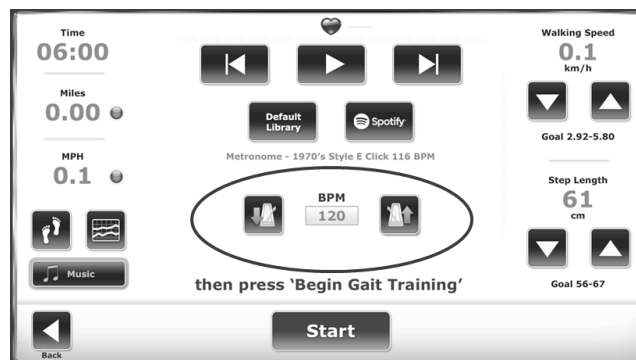 Time
06:00
Miles
0.00
MPH
0.1
Music
Back
Default
Library
Spotify
Metronome - 1970's Style E Click 116 BPM
BPM
120
then press ‘Begin Gait Training’
Start
Walking Speed
0.1
km/h
Goal 2.92-5.80
Step Length
61
cm
Goal 56-67